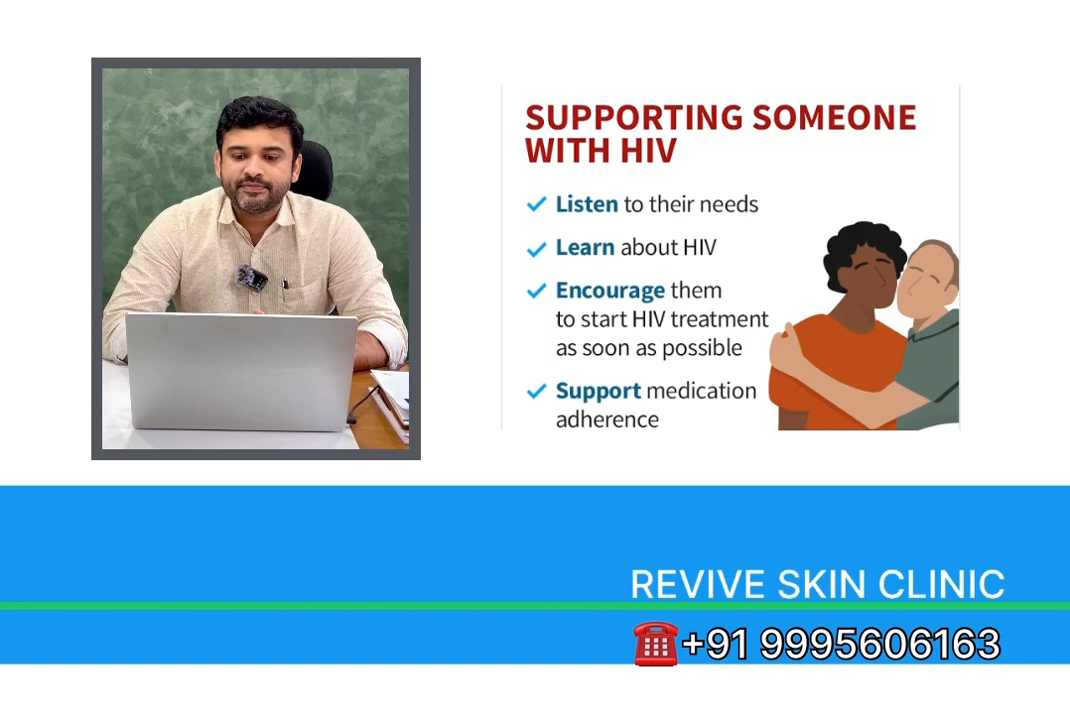 SUPPORTING SOMEONE
WITH HIV
Listen to their needs
Learn about HIV
Encourage them
to start HIV treatment
as soon as possible
Support medication
adherence
REVIVE SKIN CLINIC
+91 9995606163